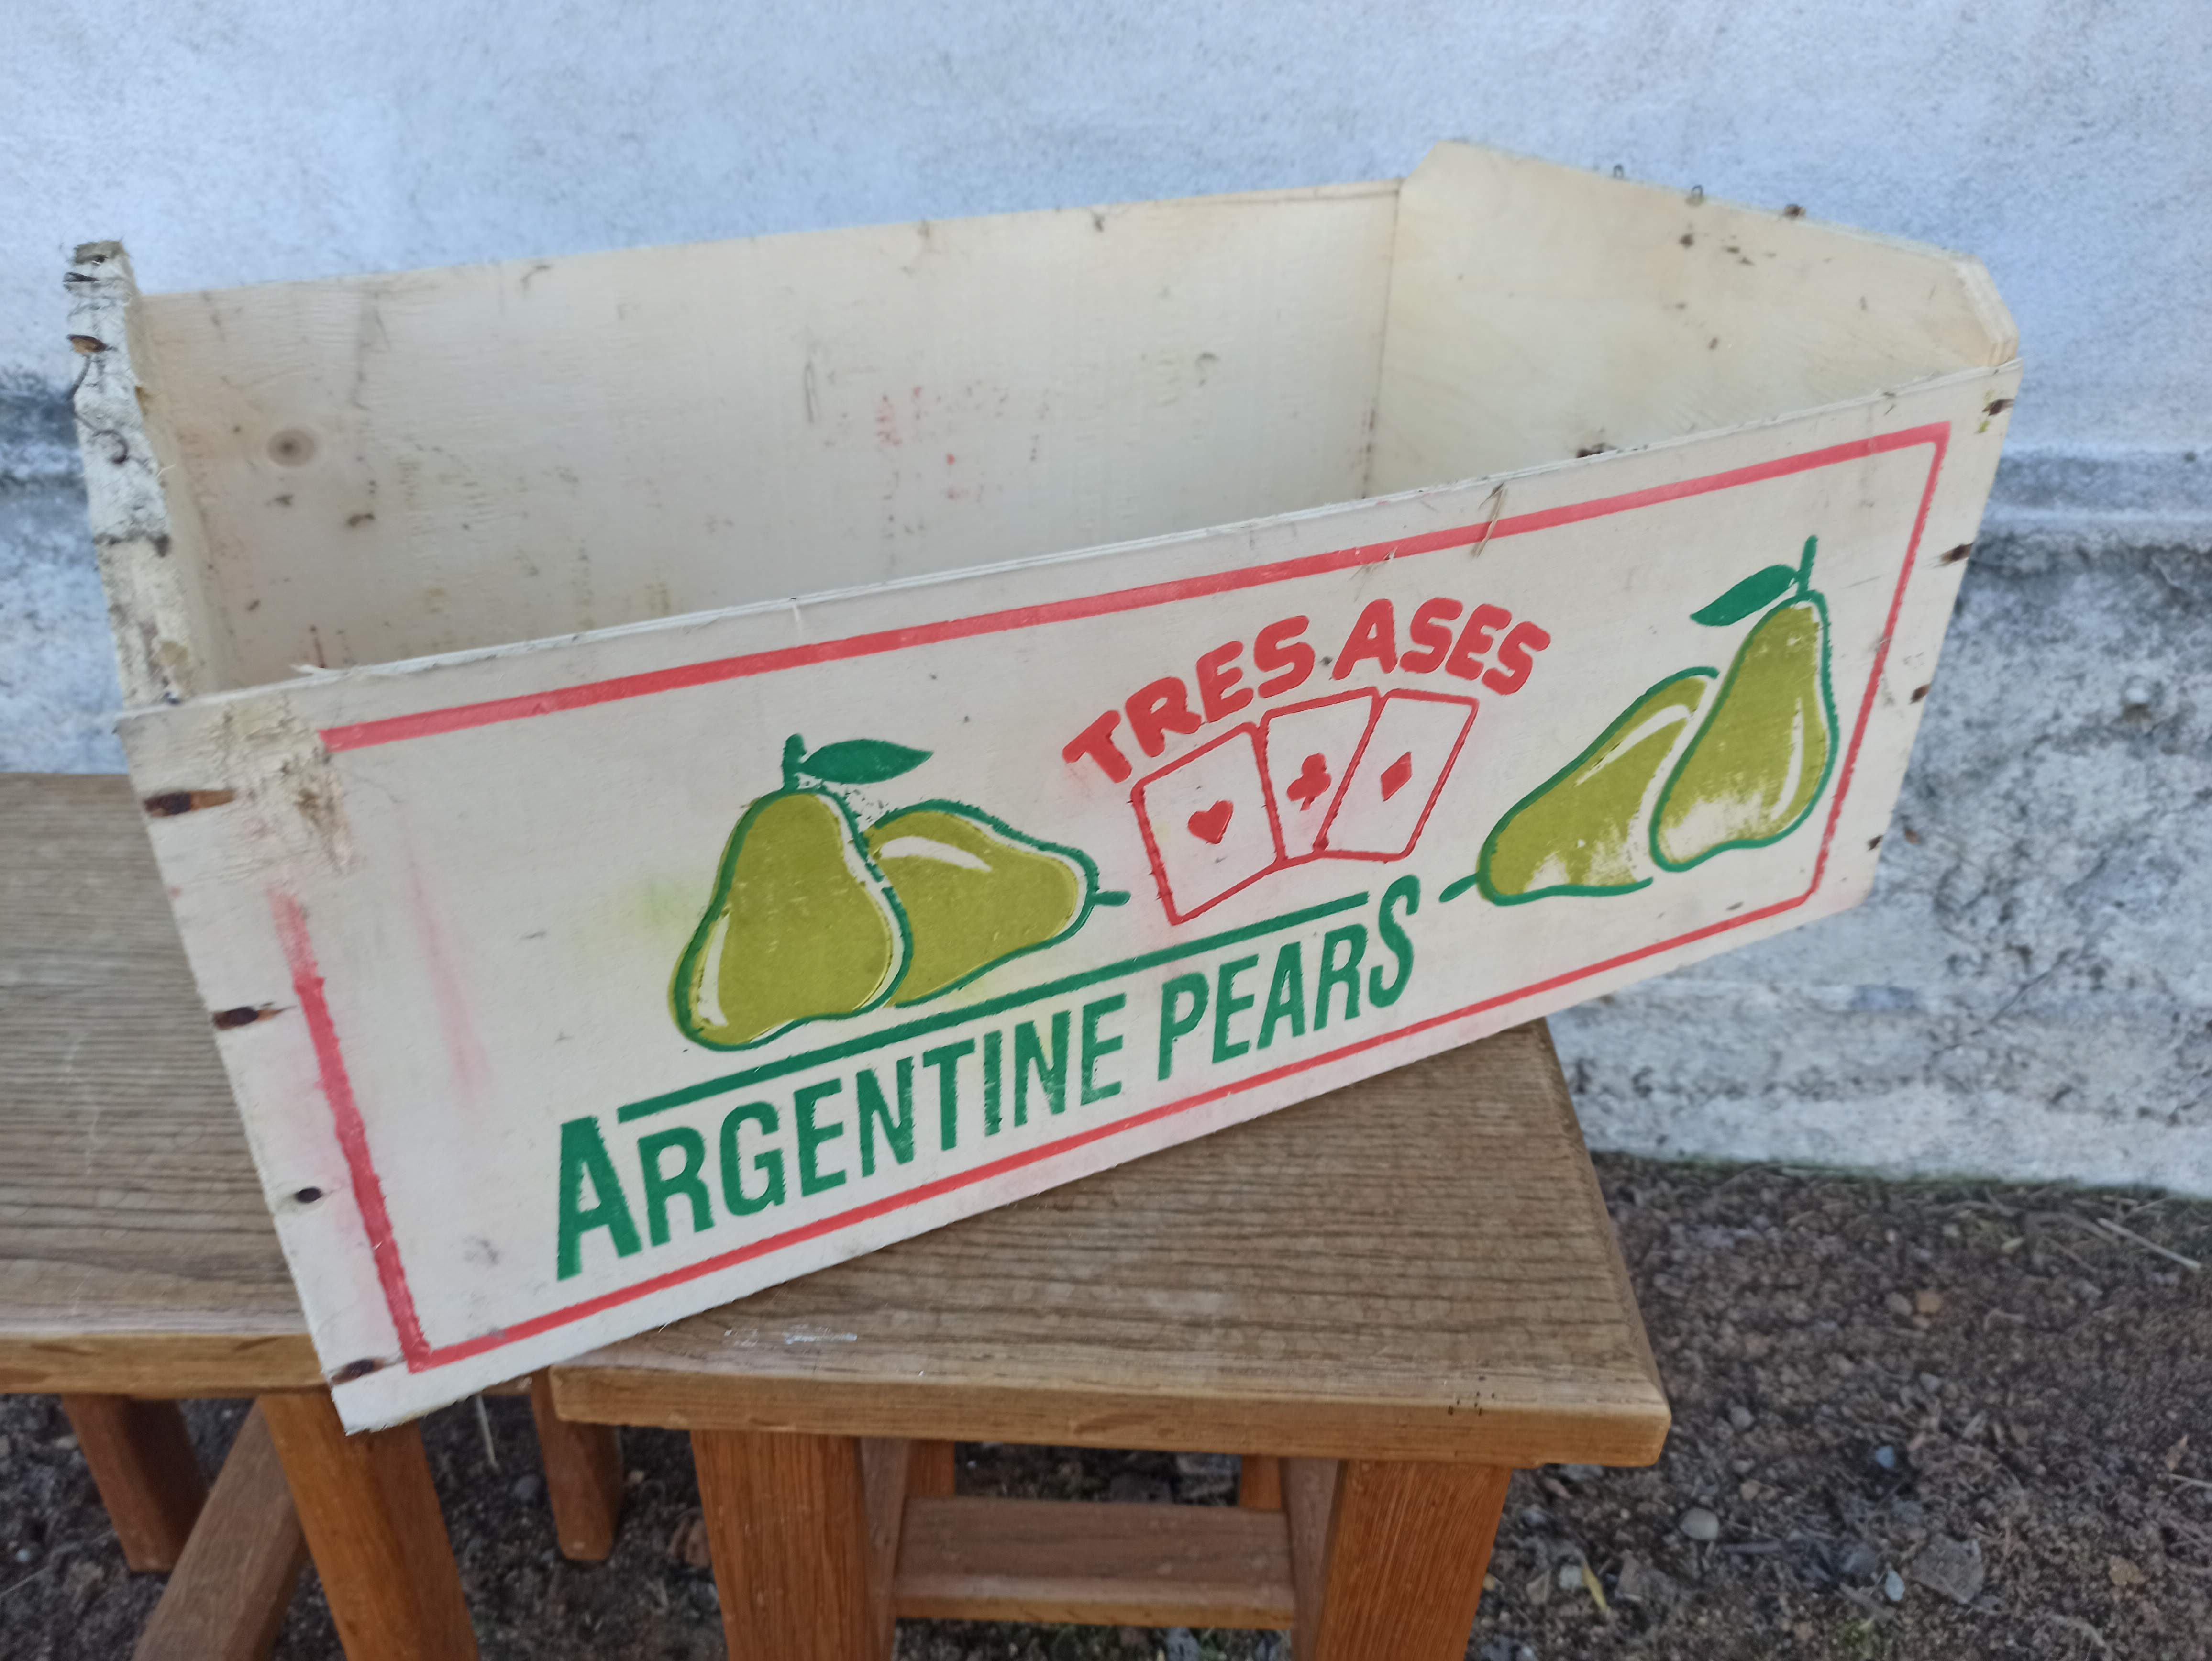 TRES ASES
ARGENTINE PEARS